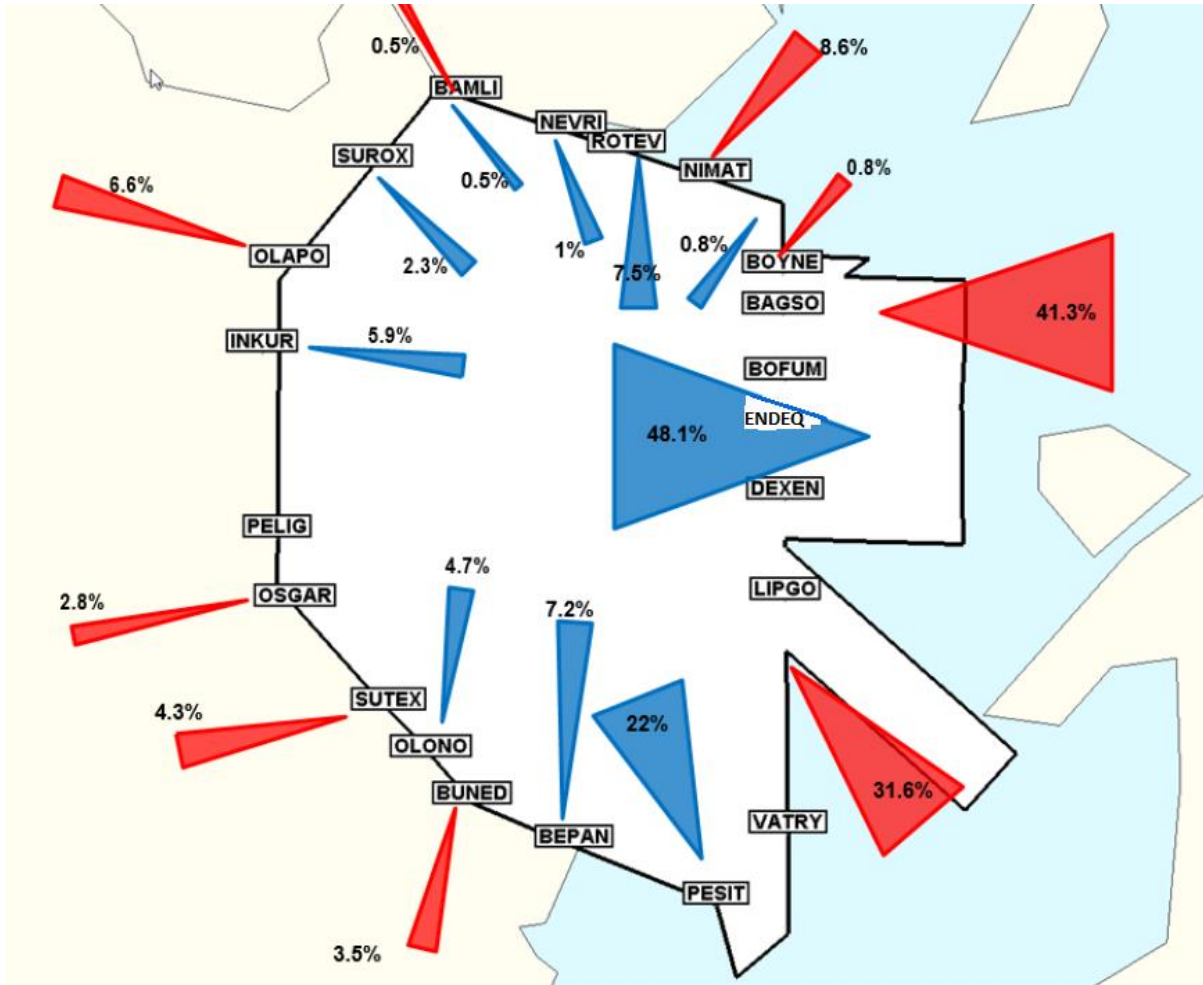 0.5%
8.6%
BAMLI
NEVRI
ROTEV
SUROX
NIMAT
0.8%
6.6%
0.5%
1%
0.8%
OLAPO
2.3%
7.5%
BOYNE
BAGSO
41.3%
INKUR
5.9%
BOFUM
ENDEQ
48.1%
DEXEN
PELIG
4.7%
LIPGO
OSGAR
2.8%
7.2%
SUTEX
4.3%
22%
OLONO
31.6%
BUNED
VATRY
BEPAN
PESIT
3.5%